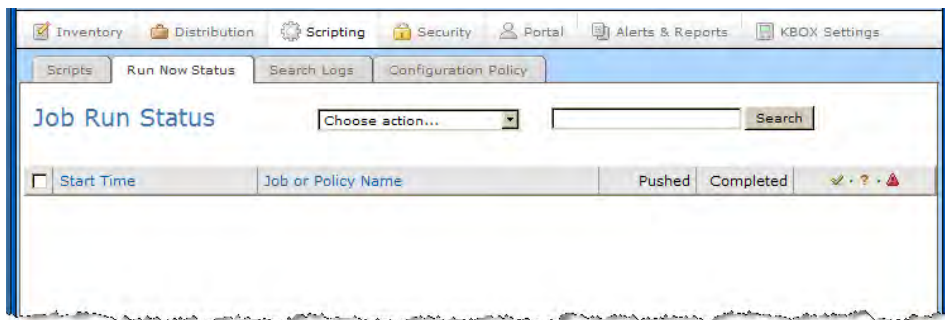 Inventory Distribution Scripting Security Portal Alerts & Reports KBOX Settings
Scripts Run Now Status Search Logs Configuration Policy
Job Run Status Choose action... Search
Start Time Job or Policy Name Pushed Completed ✓ · ? · ⚠